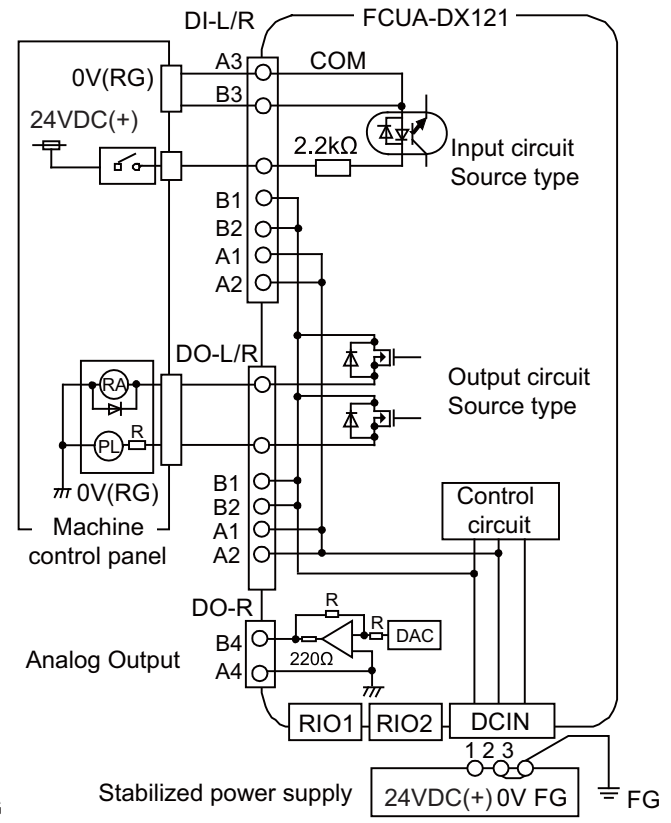 DI-L/R
FCUA-DX121
A3
COM
0V(RG)
B3
24VDC(+)
2.2kΩ
Input circuit
Source type
B1
B2
A1
A2
DO-L/R
RA
Output circuit
Source type
PL
R
B1
0V(RG)
B2
Control
circuit
Machine
control panel
A1
A2
DO-R
R
B4
R
DAC
Analog Output
220Ω
A4
RIO1
RIO2
DCIN
1 2 3
Stabilized power supply
24VDC(+) 0V FG
FG